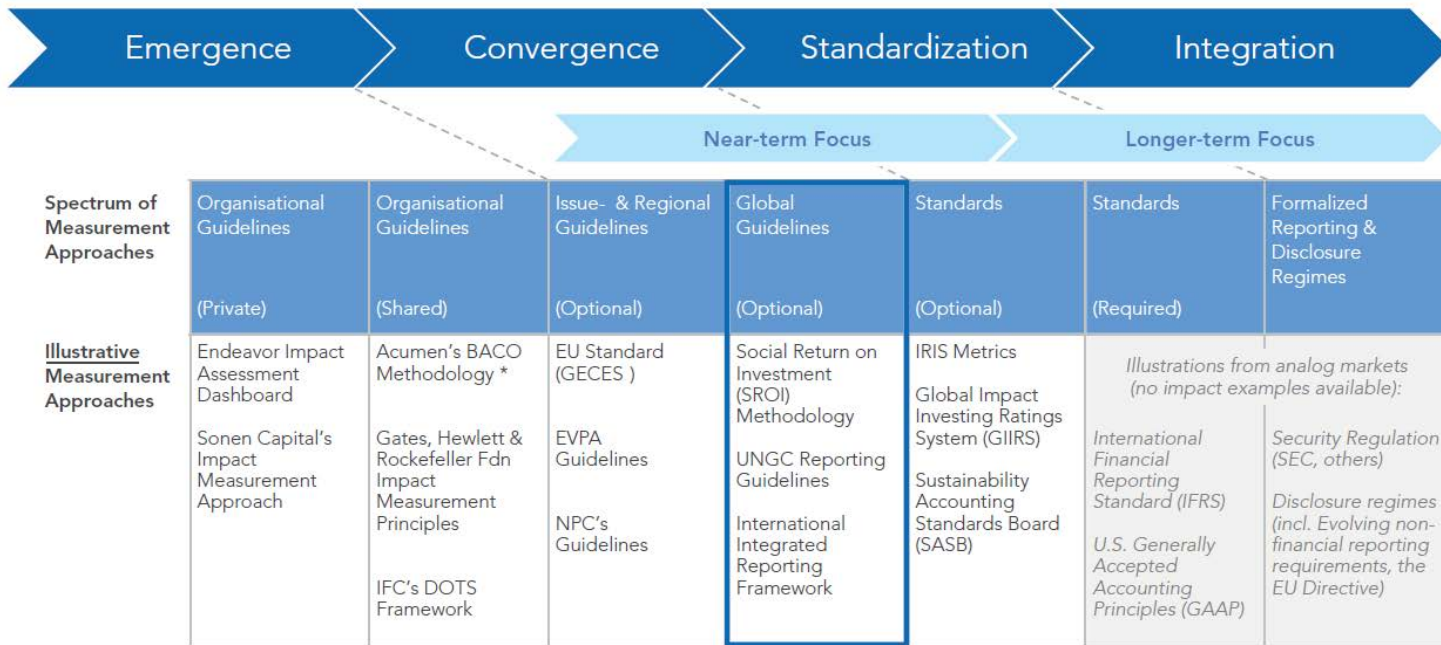 Emergence
Convergence
Standardization
Integration
Near-term Focus
Longer-term Focus
Spectrum of
Measurement
Approaches
Organisational
Guidelines
(Private)
Organisational
Guidelines
(Shared)
Issue- & Regional
Guidelines
(Optional)
Global
Guidelines
(Optional)
Standards
(Optional)
Standards
(Required)
Formalized
Reporting &
Disclosure
Regimes
Illustrative
Measurement
Approaches
Endeavor Impact
Assessment
Dashboard
Sonen Capital's
Impact
Measurement
Approach
Acumen's BACO
Methodology *
Gates, Hewlett &
Rockefeller Fdn
Impact
Measurement
Principles
IFC's DOTS
Framework
EU Standard
(GECES )
EVPA
Guidelines
NPC's
Guidelines
Social Return on
Investment
(SROI)
Methodology
UNGC Reporting
Guidelines
International
Integrated
Reporting
Framework
IRIS Metrics
Global Impact
Investing Ratings
System (GIIRS)
Sustainability
Accounting
Standards Board
(SASB)
Illustrations from analog markets
(no impact examples available):
International
Financial
Reporting
Standard (IFRS)
U.S. Generally
Accepted
Accounting
Principles (GAAP)
Security Regulation
(SEC, others)
Disclosure regimes
(incl. Evolving non-
financial reporting
requirements, the
EU Directive)